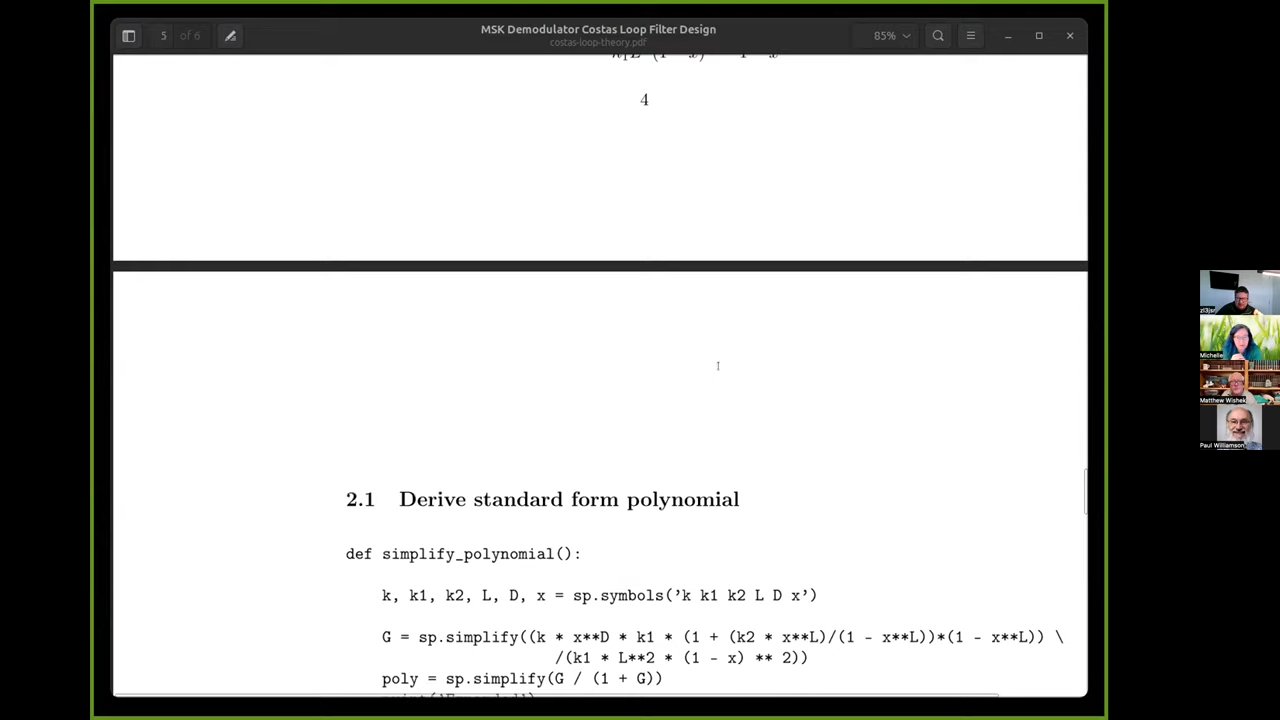 MSK Demodulator Costas Loop Filter Design
costas-loop-theory.pdf
5 of 6
85%
4
2.1 Derive standard form polynomial
def simplify_polynomial():
k, k1, k2, L, D, x = sp.symbols('k k1 k2 L D x')
G = sp.simplify((k * x**D * k1 * (1 + (k2 * x**L)/(1 - x**L))*(1 - x**L)) \
/(k1 * L**2 * (1 - x) ** 2))
poly = sp.simplify(G / (1 + G))
zl3jsr
Michelle
Matthew Wishek
Paul Williamson